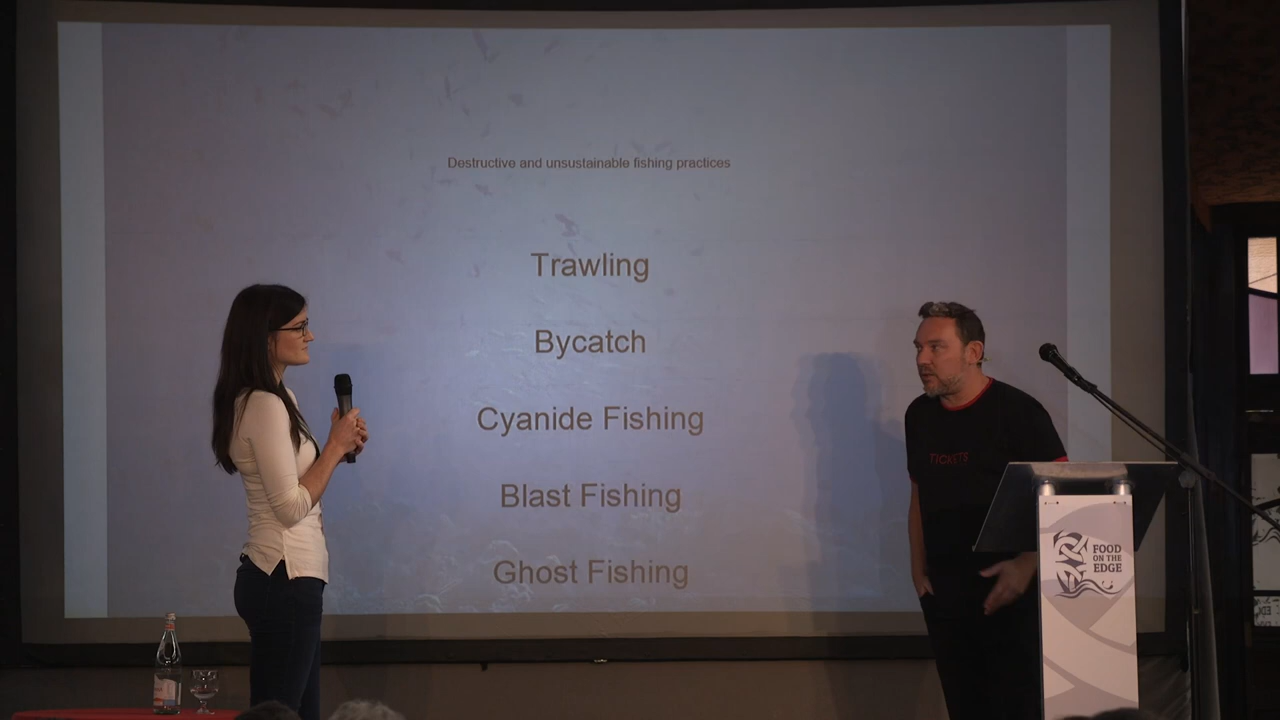 Destructive and unsustainable fishing practices
Trawling
Bycatch
Cyanide Fishing
Blast Fishing
Ghost Fishing
TICKETS
FOOD
ON THE
EDGE